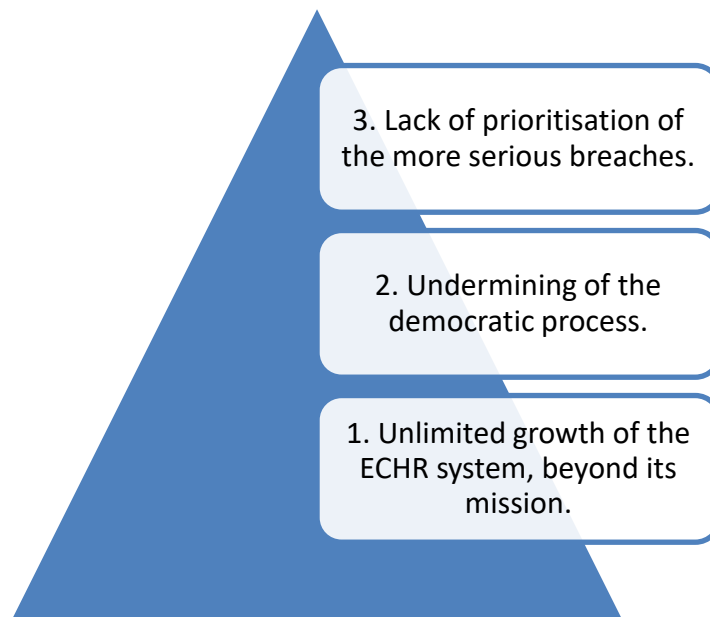 3. Lack of prioritisation of
the more serious breaches.
2. Undermining of the
democratic process.
1. Unlimited growth of the
ECHR system, beyond its
mission.